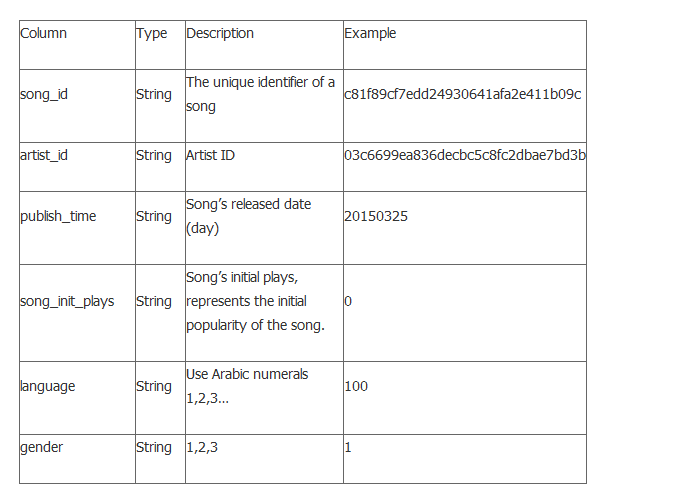 Column Type Description Example
song_id String The unique identifier of a
song c81f89cf7edd24930641afa2e411b09c
artist_id String Artist ID 03c6699ea836decbc5c8fc2dbae7bd3b
publish_time String Song’s released date
(day) 20150325
song_init_plays String Song’s initial plays,
represents the initial
popularity of the song. 0
language String Use Arabic numerals
1,2,3... 100
gender String 1,2,3 1